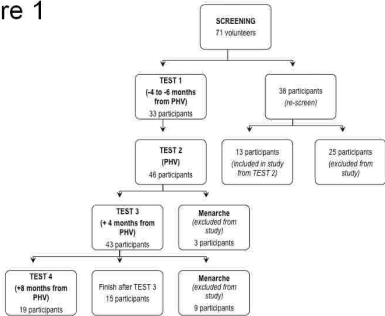 re 1
SCREENING
71 volunteers
TEST 1
(-4 to -6 months
from PHV)
33 participants
38 participants
(re-screen)
TEST 2
(PHV)
46 participants
13 participants
(included in study
from TEST 2)
25 participants
(excluded from
study)
TEST 3
(+ 4 months from
PHV)
43 participants
Menarche
(excluded from
study)
3 participants
TEST 4
(+8 months from
PHV)
19 participants
Finish after TEST 3
15 participants
Menarche
(excluded from
study)
9 participants